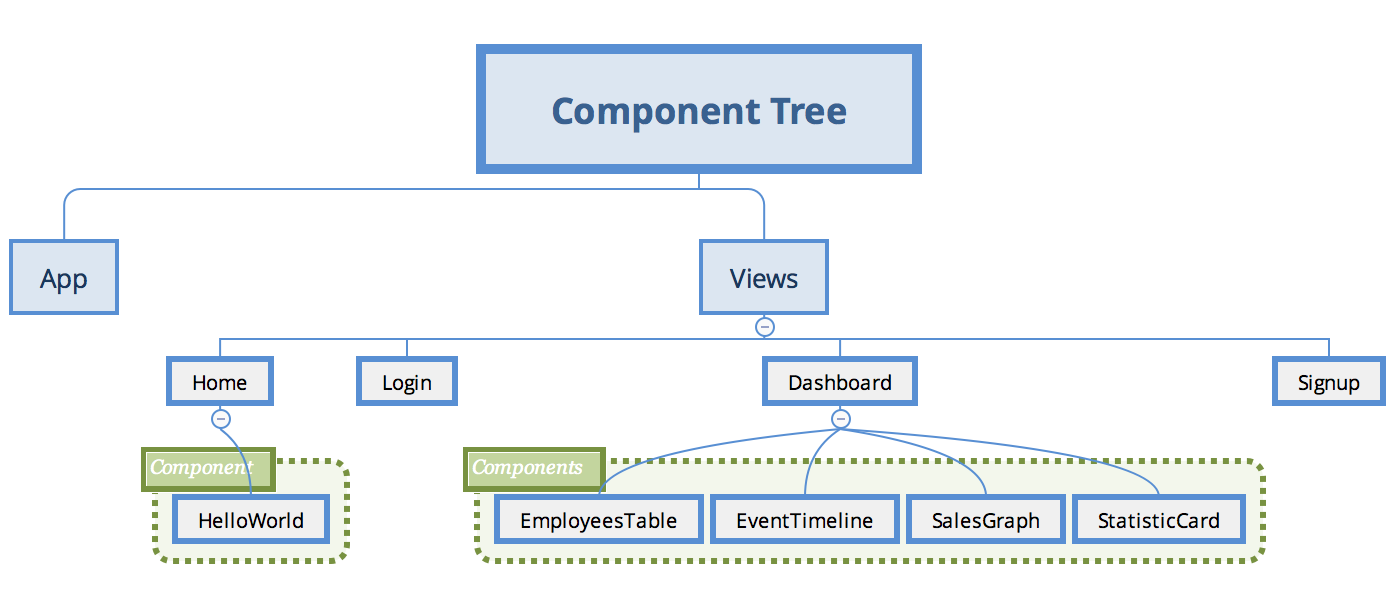 Component Tree
App
Views
Home
Login
Dashboard
Signup
Component
Components
HelloWorld
EmployeesTable
EventTimeline
SalesGraph
StatisticCard